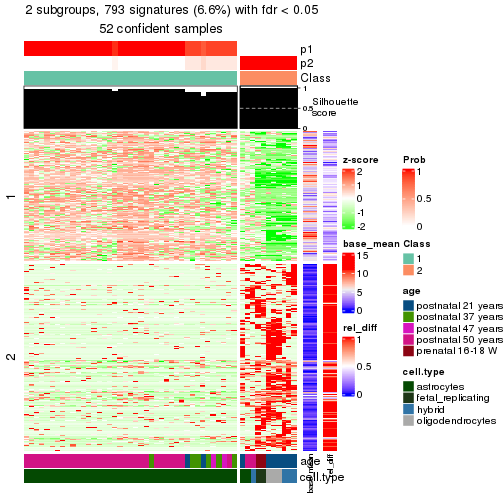 2 subgroups, 793 signatures (6.6%) with fdr < 0.05
52 confident samples
p1
p2
Class
1
0.5
0
Silhouette
score
1
2
z-score
2
1
0
-1
-2
Prob
1
0.5
0
base_mean
15
10
5
0
Class
1
2
rel_diff
1
0.5
0
age
postnatal 21 years
postnatal 37 years
postnatal 47 years
postnatal 50 years
prenatal 16-18 W
cell.type
astrocytes
fetal_replicating
hybrid
oligodendrocytes
age
cell.type
base_mean
rel_diff